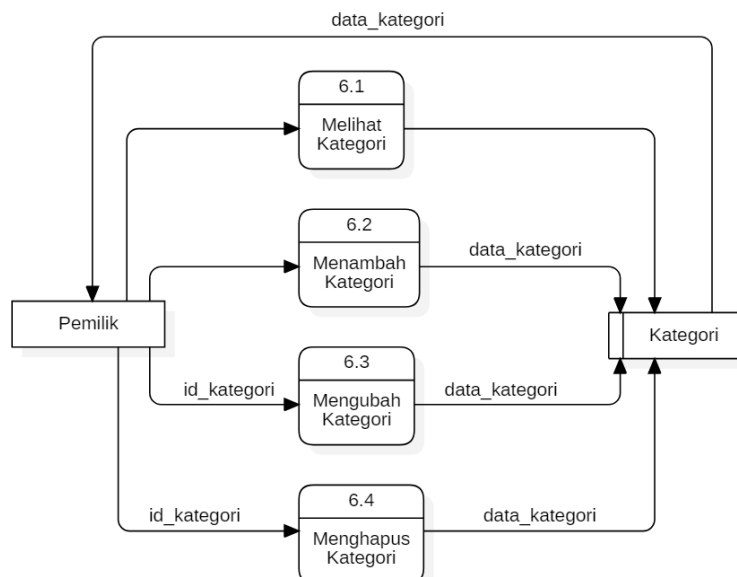 data_kategori
6.1
Melihat
Kategori
6.2
Menambah
Kategori
data_kategori
Pemilik
Kategori
id_kategori
6.3
Mengubah
Kategori
data_kategori
id_kategori
6.4
Menghapus
Kategori
data_kategori